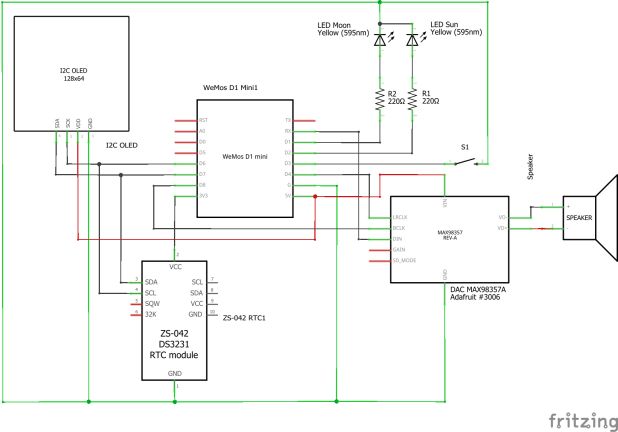 LED Moon
Yellow (595nm)
LED Sun
Yellow (595nm)
I2C OLED
128x64
SDA
SCK
VDD
GND
I2C OLED
R2
220Ω
R1
220Ω
WeMos D1 Mini1
WeMos D1 mini
RST
A0
D0
D5
D6
D7
D8
3V3
TX
RX
D1
D2
D3
D4
G
5V
S1
Speaker
VIN
LRCLK
BCLK
DIN
GAIN
SD_MODE
MAX98357
REV-A
VO-
VO+
GND
SPEAKER
DAC MAX98357A
Adafruit #3006
2
VCC
3 SDA
4 SCL
5 SQW
6 32K
SCL 7
SDA 8
VCC 9
GND 10
ZS-042 RTC1
ZS-042
DS3231
RTC module
GND
1
fritzing